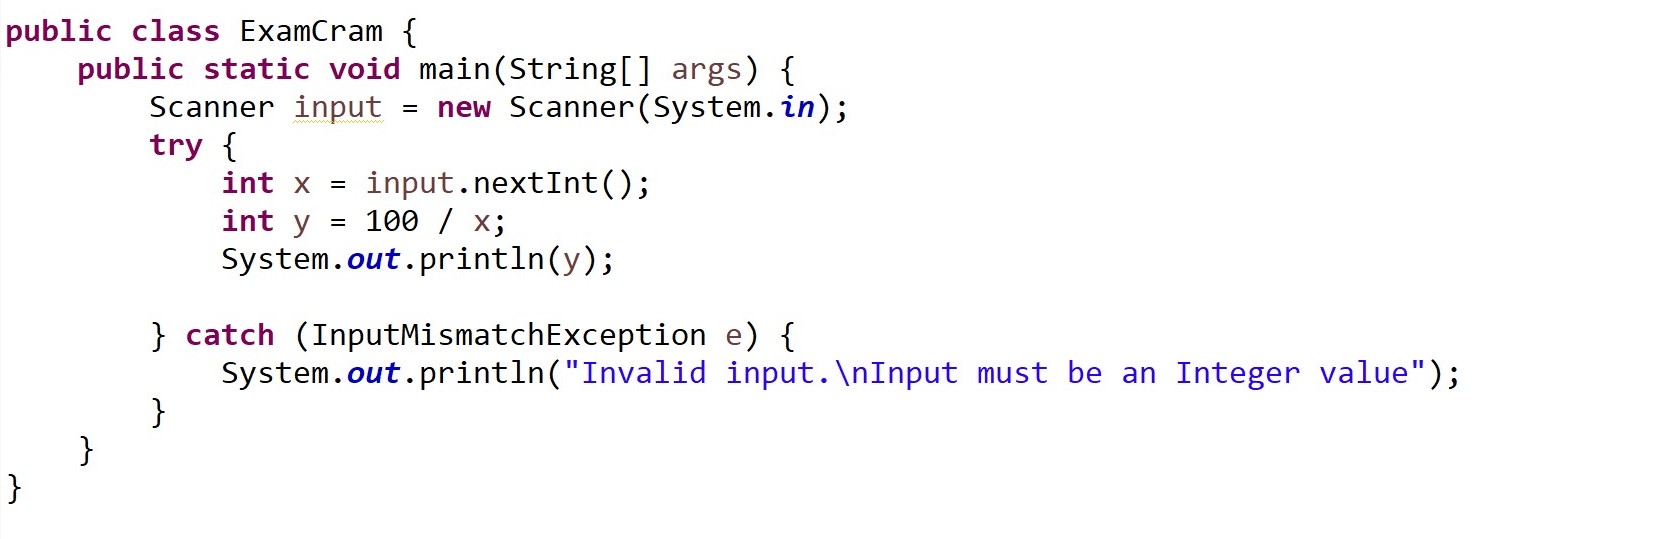 public class ExamCram {
    public static void main(String[] args) {
        Scanner input = new Scanner(System.in);
        try {
            int x = input.nextInt();
            int y = 100 / x;
            System.out.println(y);

        } catch (InputMismatchException e) {
            System.out.println("Invalid input.\nInput must be an Integer value");
        }
    }
}